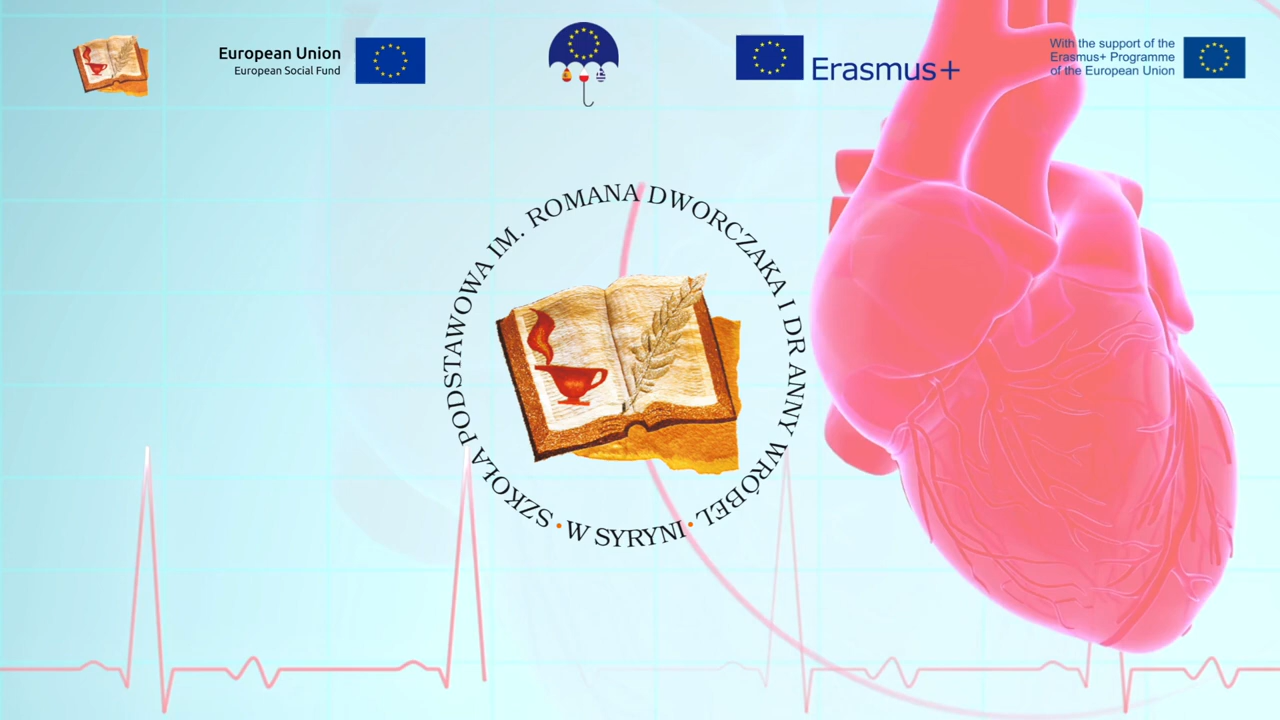 European Union
European Social Fund
Erasmus+
With the support of the
Erasmus+ Programme
of the European Union
SZKOŁA PODSTAWOWA IM. ROMANA DWORCZAKA I DR ANNY WRÓBEL
• W SYRYNI •